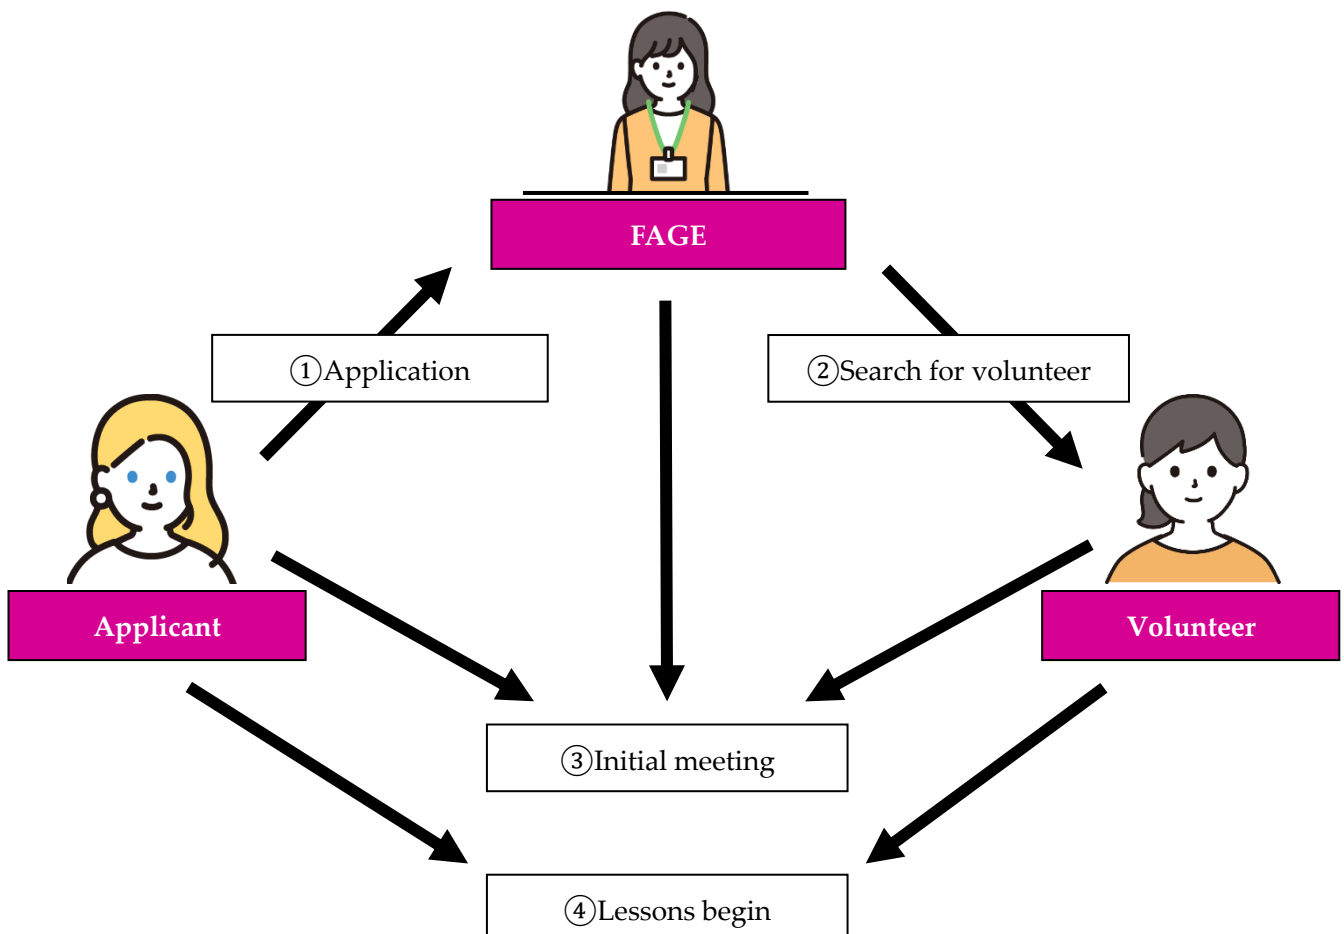 FAGE
①Application
②Search for volunteer
Applicant
Volunteer
③Initial meeting
④Lessons begin